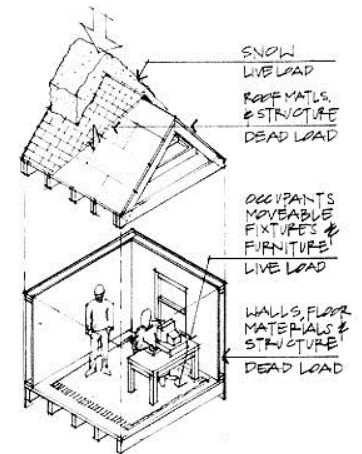 SNOW
LIVE LOAD
ROOF MATLS.
& STRUCTURE
DEAD LOAD
OCCUPANTS
MOVEABLE
FIXTURES &
FURNITURE
LIVE LOAD
WALLS, FLOOR
MATERIALS &
STRUCTURE
DEAD LOAD